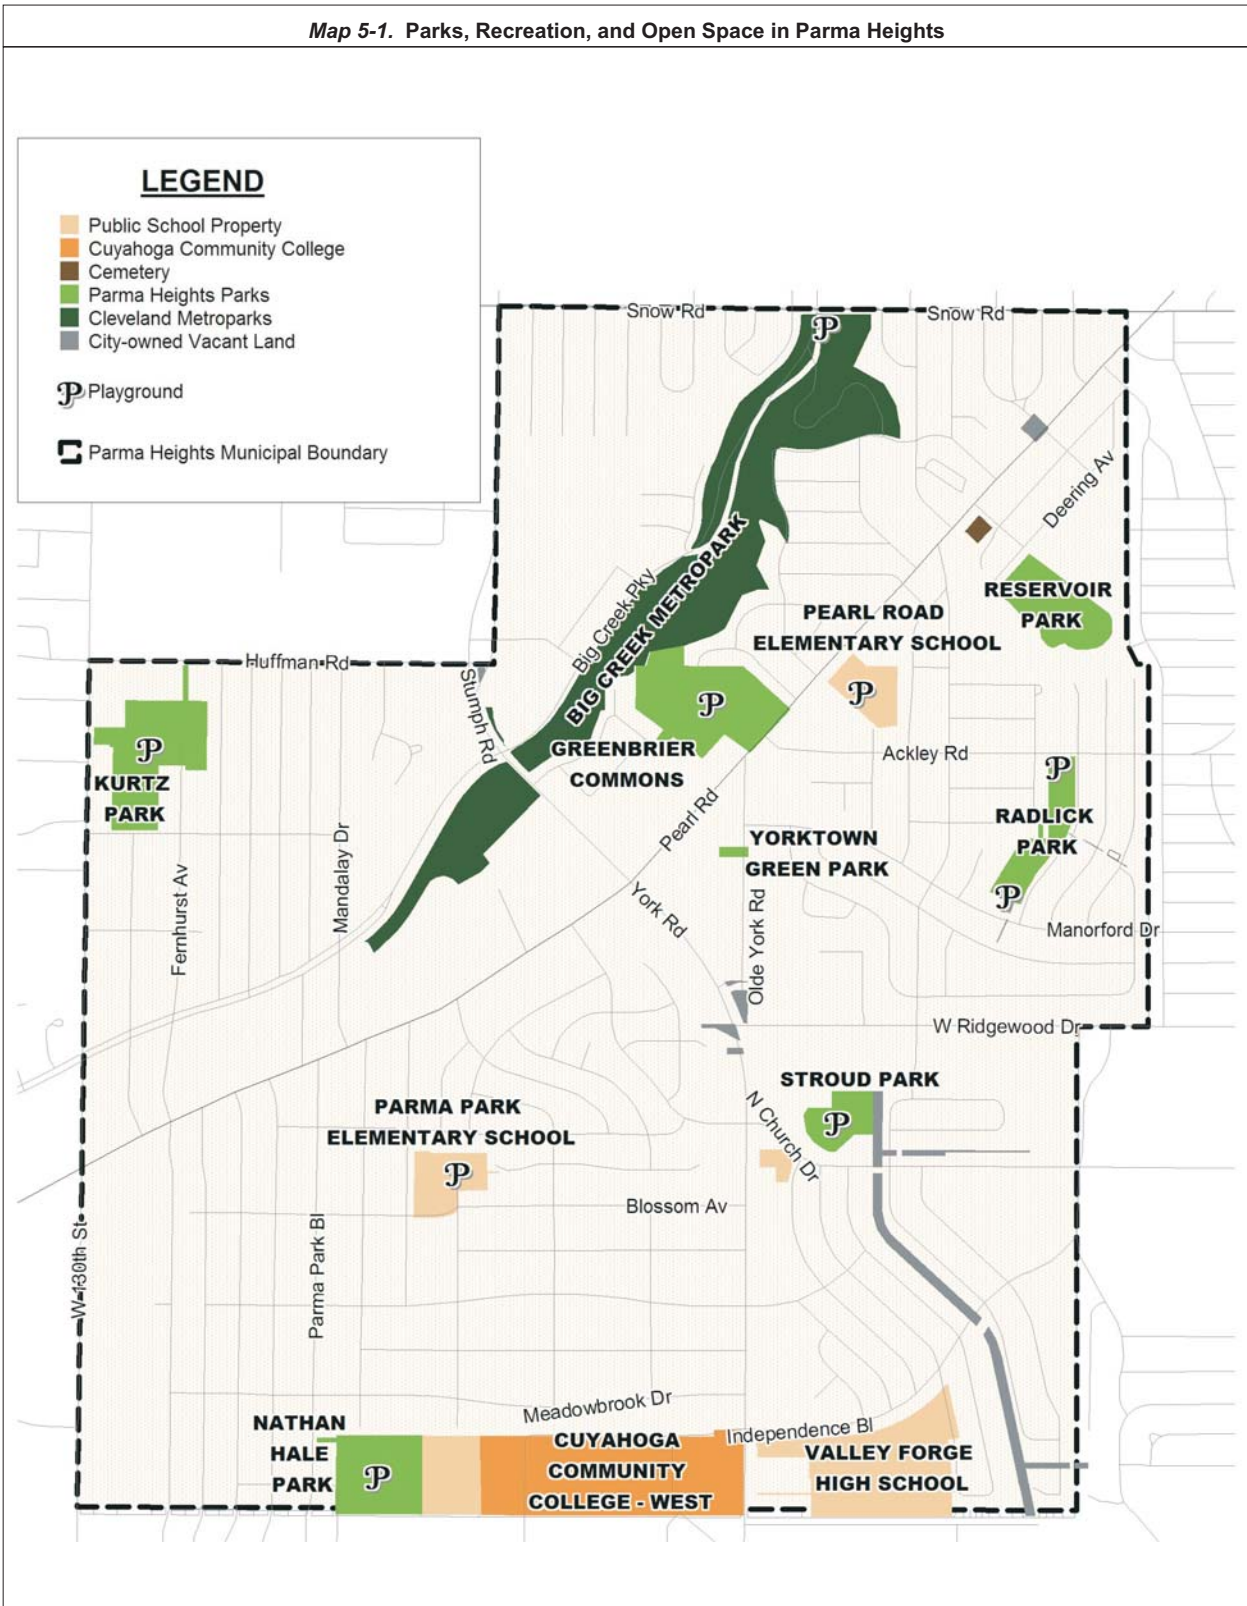 Map 5-1. Parks, Recreation, and Open Space in Parma Heights
LEGEND
Public School Property
Cuyahoga Community College
Cemetery
Parma Heights Parks
Cleveland Metroparks
City-owned Vacant Land
P Playground
Parma Heights Municipal Boundary
Snow Rd
Snow Rd
P
Deering Av
BIG CREEK METROPARK
Big Creek Pky
RESERVOIR
PARK
PEARL ROAD
ELEMENTARY SCHOOL
P
Huffman Rd
Stumph Rd
P
GREENBRIER
COMMONS
Ackley Rd
P
KURTZ
PARK
P
RADLICK
PARK
P
Pearl Rd
YORKTOWN
GREEN PARK
Mandalay Dr
Fernhurst Av
York Rd
Olde York Rd
Manorford Dr
W Ridgewood Dr
STROUD PARK
P
N Church Dr
PARMA PARK
ELEMENTARY SCHOOL
P
Blossom Av
W 130th St
Parma Park Bl
Meadowbrook Dr
Independence Bl
NATHAN
HALE
PARK
P
CUYAHOGA
COMMUNITY
COLLEGE - WEST
VALLEY FORGE
HIGH SCHOOL